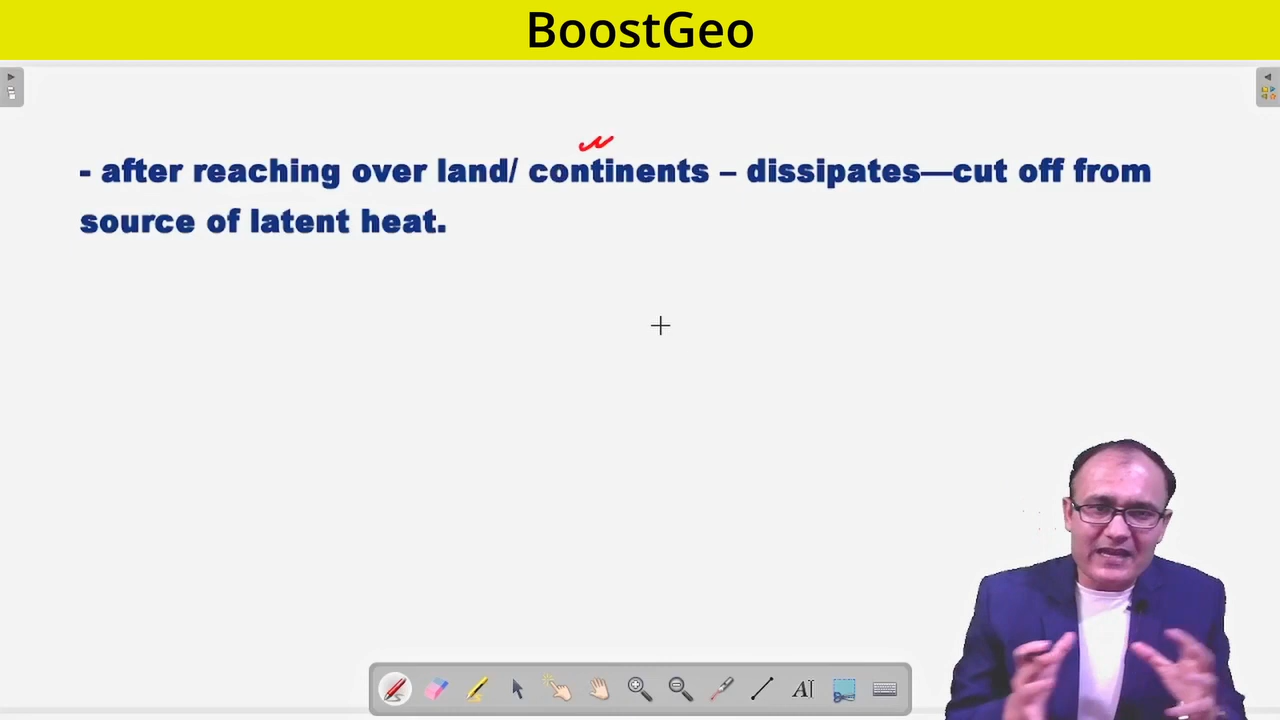 BoostGeo
- after reaching over land/ continents – dissipates—cut off from
source of latent heat.